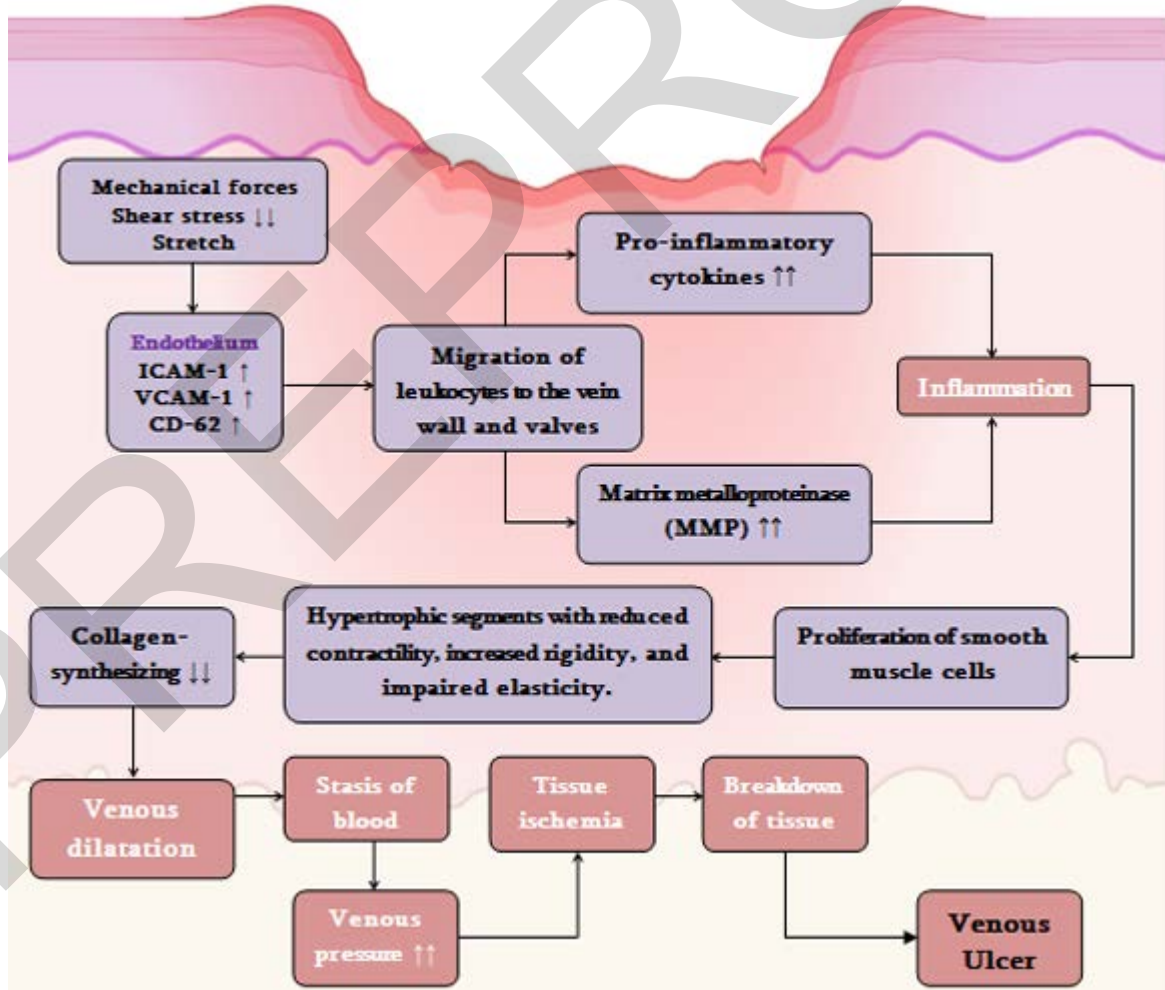 Mechanical forces
Shear stress ↓↓
Stretch
Pro-inflammatory
cytokines ↑↑
Endothelium
ICAM-1 ↑
VCAM-1 ↑
CD-62 ↑
Migration of
leukocytes to the vein
wall and valves
Inflammation
Matrix metalloproteinase
(MMP) ↑↑
Collagen-
synthesizing ↓↓
Hypertrophic segments with reduced
contractility, increased rigidity, and
impaired elasticity.
Proliferation of smooth
muscle cells
Venous
dilatation
Stasis of
blood
Tissue
ischemia
Breakdown
of tissue
Venous
pressure ↑↑
Venous
Ulcer